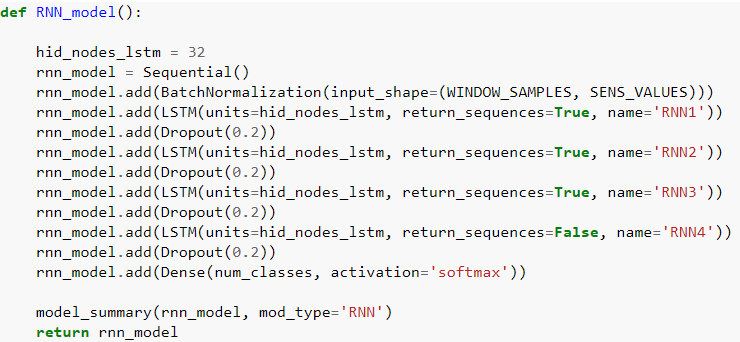 def RNN_model():
    hid_nodes_lstm = 32
    rnn_model = Sequential()
    rnn_model.add(BatchNormalization(input_shape=(WINDOW_SAMPLES, SENS_VALUES)))
    rnn_model.add(LSTM(units=hid_nodes_lstm, return_sequences=True, name='RNN1'))
    rnn_model.add(Dropout(0.2))
    rnn_model.add(LSTM(units=hid_nodes_lstm, return_sequences=True, name='RNN2'))
    rnn_model.add(Dropout(0.2))
    rnn_model.add(LSTM(units=hid_nodes_lstm, return_sequences=True, name='RNN3'))
    rnn_model.add(Dropout(0.2))
    rnn_model.add(LSTM(units=hid_nodes_lstm, return_sequences=False, name='RNN4'))
    rnn_model.add(Dropout(0.2))
    rnn_model.add(Dense(num_classes, activation='softmax'))
    model_summary(rnn_model, mod_type='RNN')
    return rnn_model